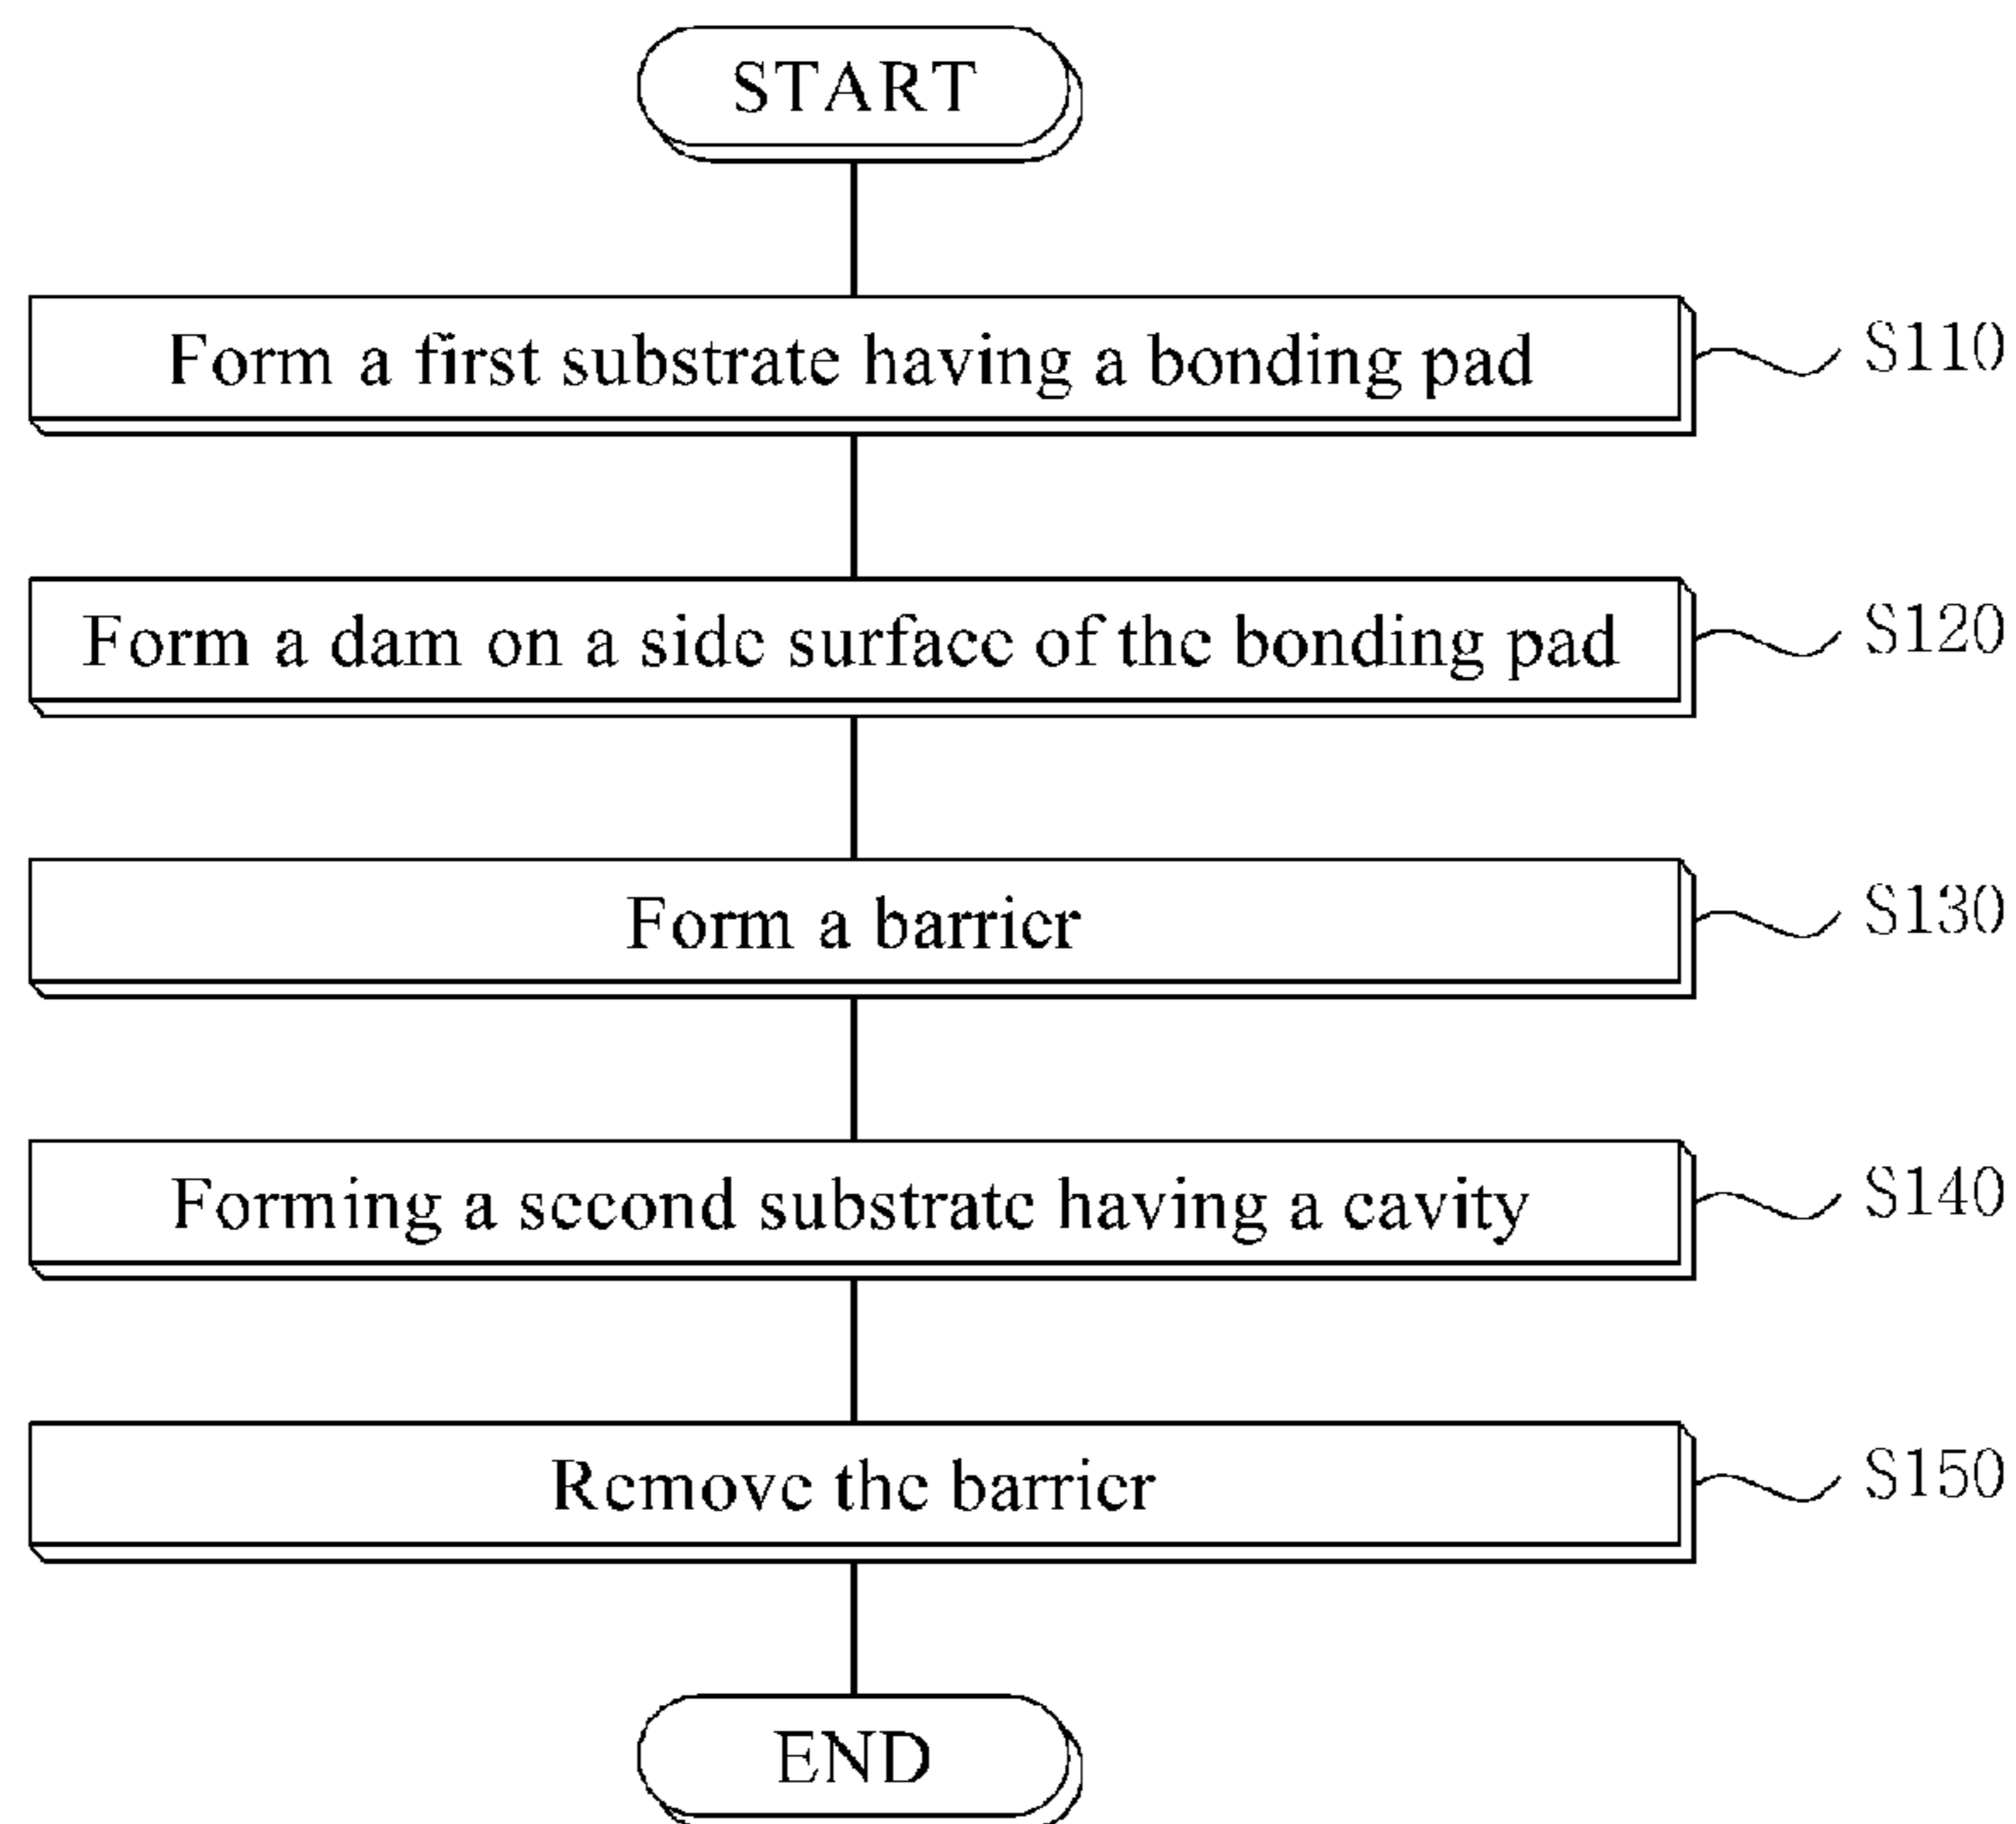 START
Form a first substrate having a bonding pad
S110
Form a dam on a side surface of the bonding pad
S120
Form a barrier
S130
Forming a second substrate having a cavity
S140
Remove the barrier
S150
END